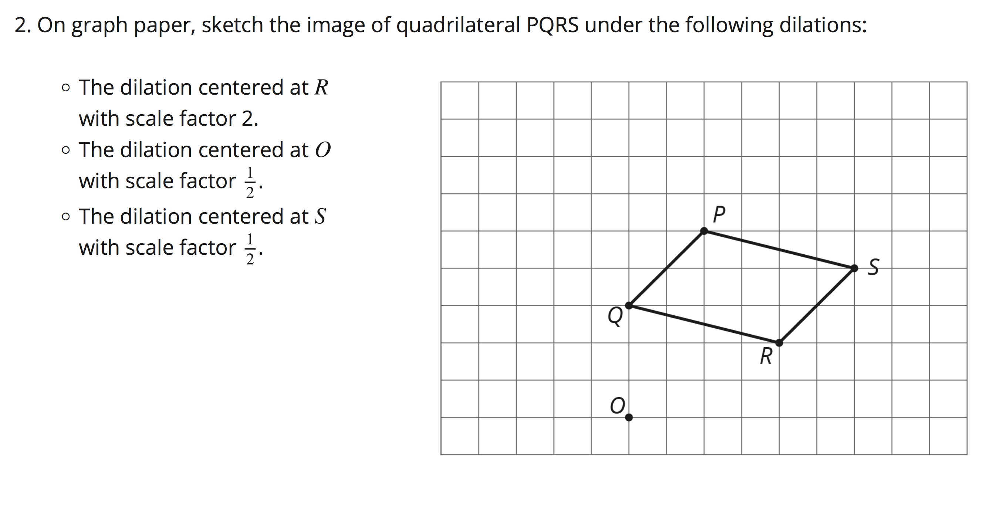 2. On graph paper, sketch the image of quadrilateral PQRS under the following dilations:
◦ The dilation centered at R
with scale factor 2.
◦ The dilation centered at O
with scale factor 1/2.
◦ The dilation centered at S
with scale factor 1/2.
P
S
Q
R
O